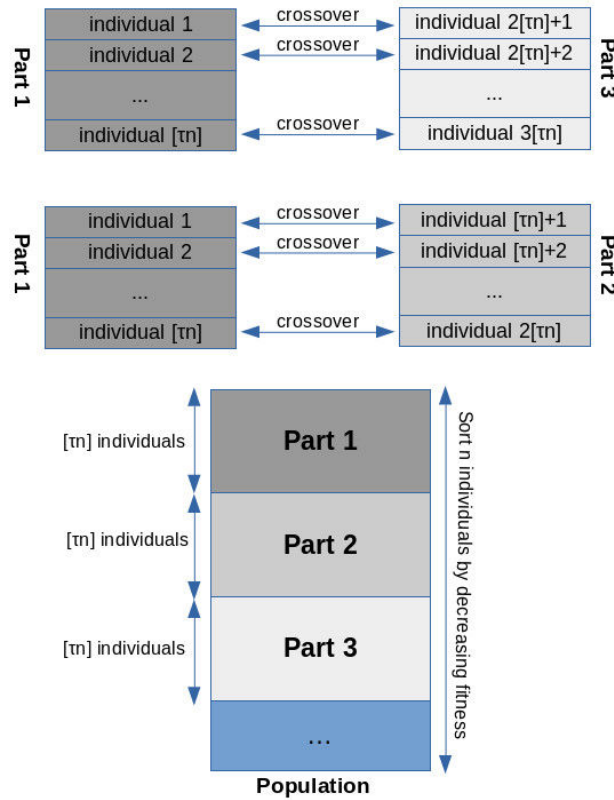 Part 1
individual 1
individual 2
...
individual [τn]
crossover
crossover
crossover
individual 2[τn]+1
individual 2[τn]+2
...
individual 3[τn]
Part 3
Part 1
individual 1
individual 2
...
individual [τn]
crossover
crossover
crossover
individual [τn]+1
individual [τn]+2
...
individual 2[τn]
Part 2
[τn] individuals
Part 1
[τn] individuals
Part 2
[τn] individuals
Part 3
...
Sort n individuals by decreasing fitness
Population